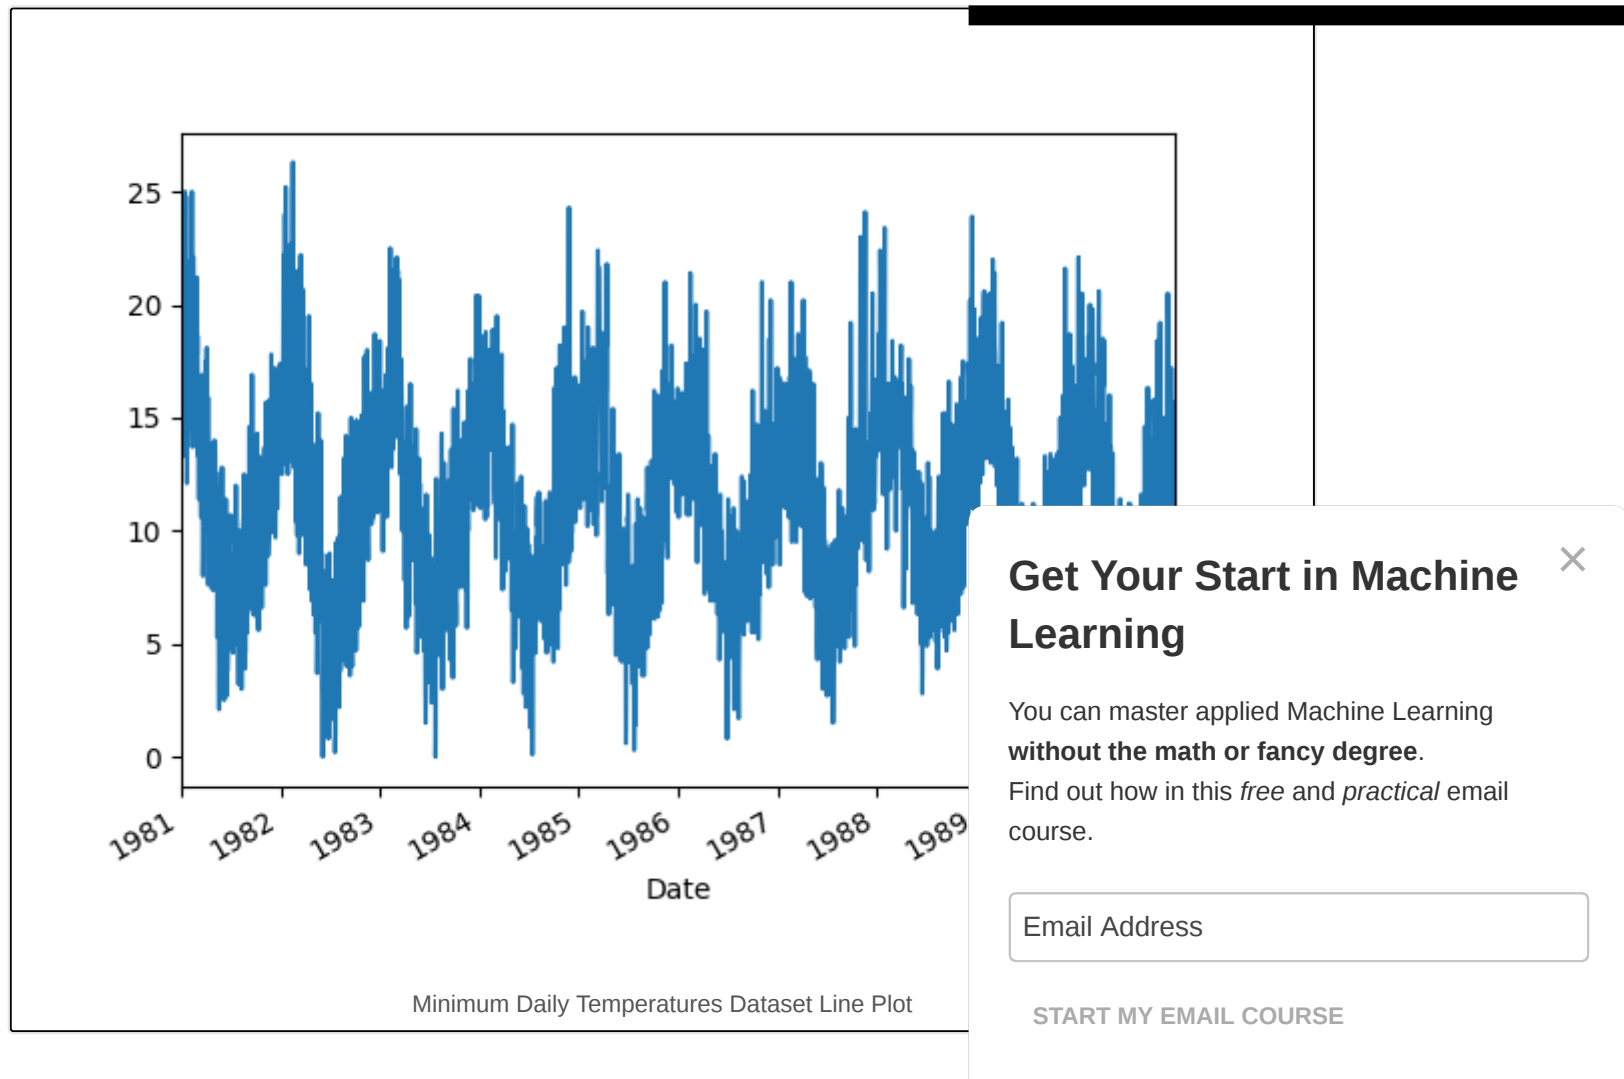 25
20
15
10
5
0
1981 1982 1983 1984 1985 1986 1987 1988 1989
Date
Minimum Daily Temperatures Dataset Line Plot
Get Your Start in Machine
Learning
×
You can master applied Machine Learning
without the math or fancy degree.
Find out how in this free and practical email
course.
Email Address
START MY EMAIL COURSE